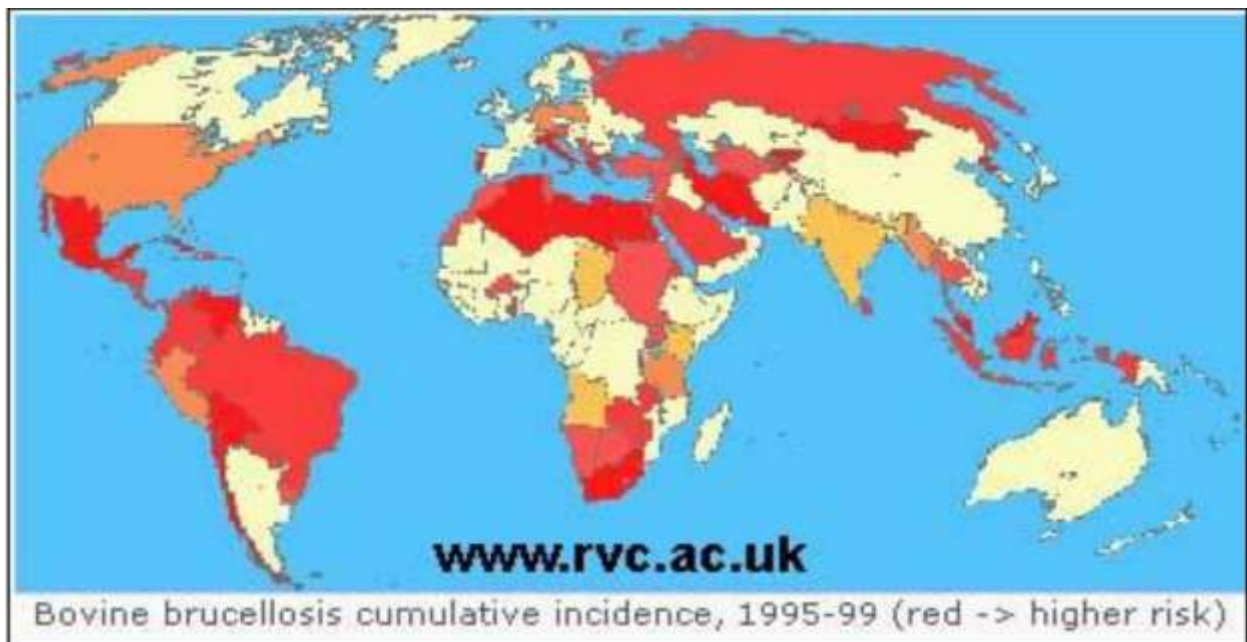 www.rvc.ac.uk
Bovine brucellosis cumulative incidence, 1995-99 (red -> higher risk)